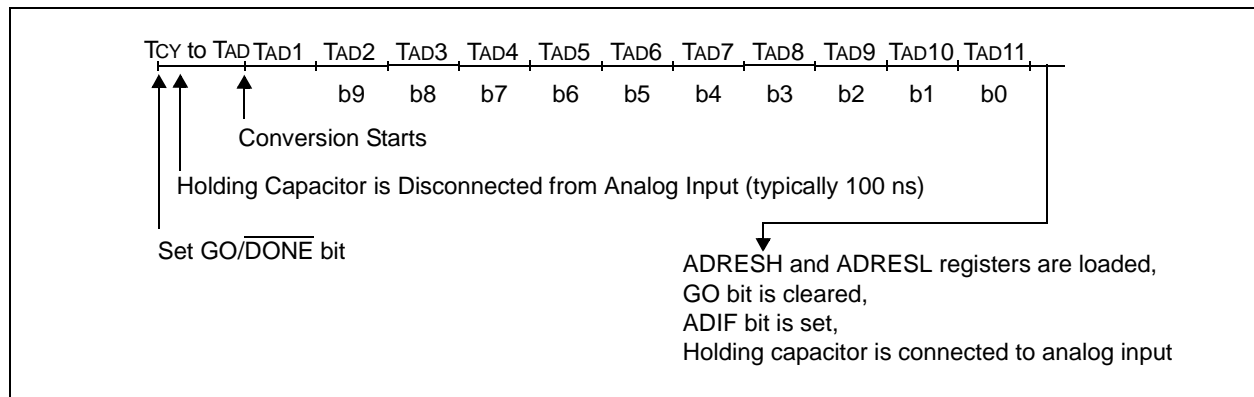 TCY to TAD TAD1 TAD2 TAD3 TAD4 TAD5 TAD6 TAD7 TAD8 TAD9 TAD10 TAD11
b9 b8 b7 b6 b5 b4 b3 b2 b1 b0
Conversion Starts
Holding Capacitor is Disconnected from Analog Input (typically 100 ns)
Set GO/DONE bit
ADRESH and ADRESL registers are loaded,
GO bit is cleared,
ADIF bit is set,
Holding capacitor is connected to analog input